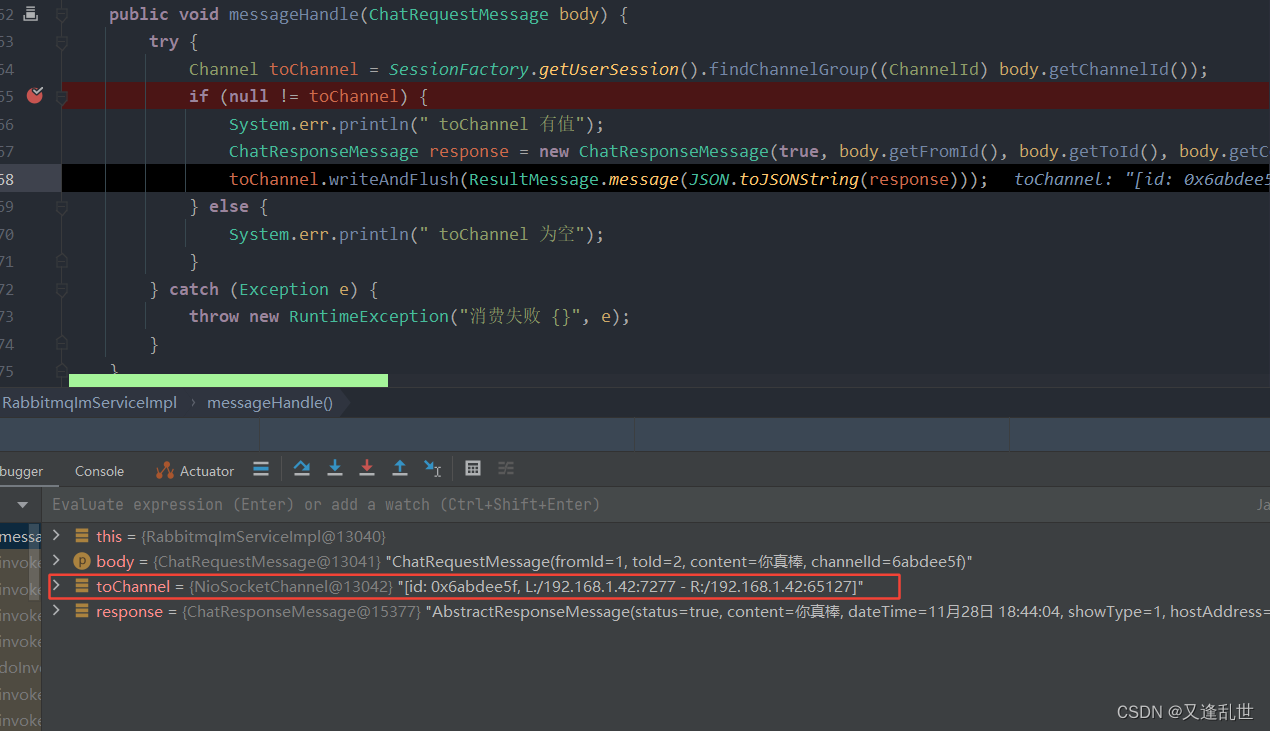 52 public void messageHandle(ChatRequestMessage body) {
53 try {
54 Channel toChannel = SessionFactory.getUserSession().findChannelGroup((ChannelId) body.getChannelId());
55 if (null != toChannel) {
56 System.err.println(" toChannel 有值");
57 ChatResponseMessage response = new ChatResponseMessage(true, body.getFromId(), body.getToId(), body.getC
58 toChannel.writeAndFlush(ResultMessage.message(JSON.toJSONString(response))); toChannel: "[id: 0x6abdee5
59 } else {
70 System.err.println(" toChannel 为空");
71 }
72 } catch (Exception e) {
73 throw new RuntimeException("消费失败 {}", e);
74 }
75 }
RabbitmqImServiceImpl › messageHandle()
bugger Console Actuator
Evaluate expression (Enter) or add a watch (Ctrl+Shift+Enter) Ja
messa this = {RabbitmqImServiceImpl@13040}
invoke body = {ChatRequestMessage@13041} "ChatRequestMessage(fromId=1, toId=2, content=你真棒, channelId=6abdee5f)"
invoke toChannel = {NioSocketChannel@13042} "[id: 0x6abdee5f, L:/192.168.1.42:7277 - R:/192.168.1.42:65127]"
invoke response = {ChatResponseMessage@15377} "AbstractResponseMessage(status=true, content=你真棒, dateTime=11月28日 18:44:04, showType=1, hostAddress=
invoke
doInvo
invoke
invoke
CSDN @又逢乱世